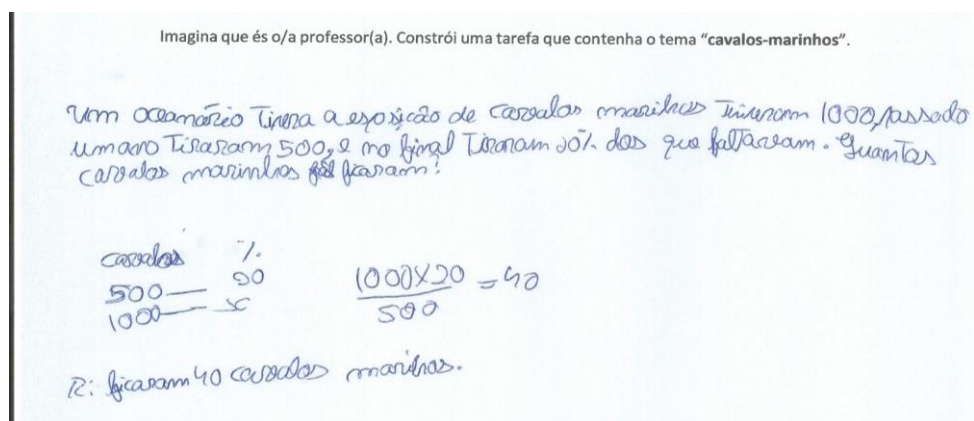 Imagina que és o/a professor(a). Constrói uma tarefa que contenha o tema “cavalos-marinhos”.
Um oceanário tinha a exposição de cavalos marinhos tiveram 1000, passado
um ano tiraram 500, e no final tiraram 20% dos que faltavam. Quantos
cavalos marinhos ficaram?
cavalos %
500 — 20
1000 — x
1000X20 = 40
500
R: ficaram 40 cavalos marinhos.